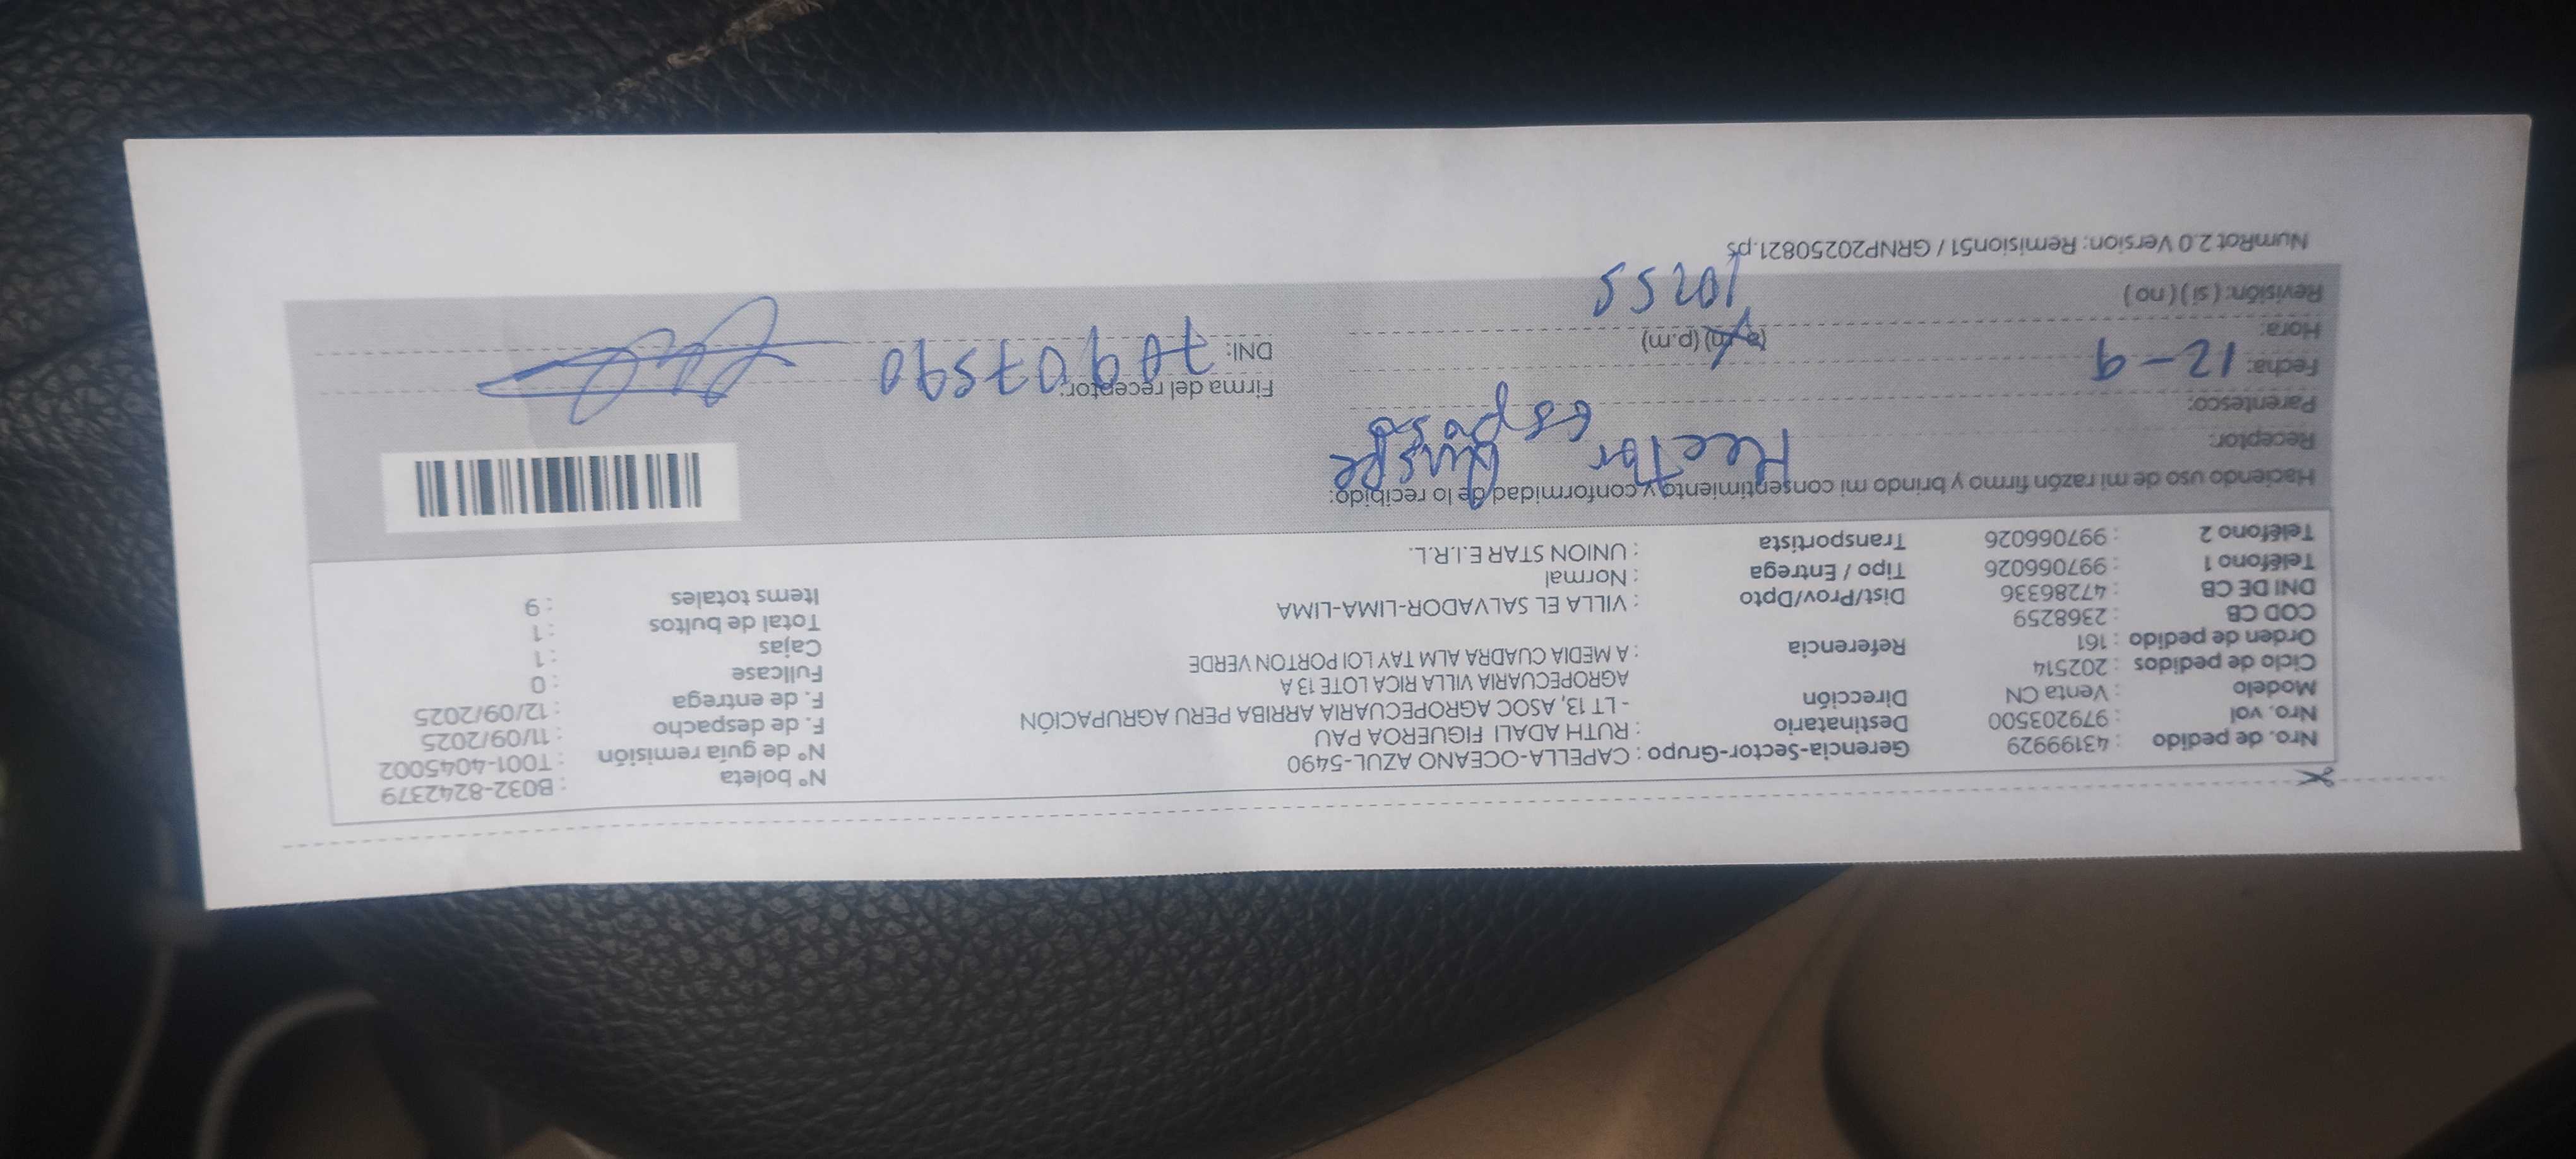 Nro. de pedido : 43199929 Gerencia-Sector-Grupo : CAPELLA-OCEANO AZUL-5490 N° boleta : B032-8242379
Nro. vol : 979203500 Destinatario : RUTH ADALI FIGUEROA PAU N° de guía remisión : T001-4045002
Modelo : Venta CN Dirección - LT 13, ASOC AGROPECUARIA ARRIBA PERU AGRUPACIÓN F. de despacho : 11/09/2025
Ciclo de pedidos : 202514 AGROPECUARIA VILLA RICA LOTE 13 A F. de entrega : 12/09/2025
Orden de pedido : 161 Referencia : A MEDIA CUADRA ALM TAY LOI PORTON VERDE Fullcase : 0
COD CB : 2368259 Cajas : 1
DNI DE CB : 47286336 Dist/Prov/Dpto : VILLA EL SALVADOR-LIMA-LIMA Total de bultos : 1
Teléfono 1 : 997066026 Tipo / Entrega : Normal Items totales : 9
Teléfono 2 : 997066026 Transportista : UNION STAR E.I.R.L.
Haciendo uso de mi razón firmo y brindo mi consentimiento y conformidad de lo recibido:
Receptor: Hector Quispe
Parentesco: esposo
Fecha: 12-9 Firma del receptor:
Hora: (a.m) (p.m) DNI: 70907590
Revisión: ( si ) ( no ) 10255
NumRot 2.0 Version: Remision51 / GRNP20250821.ps